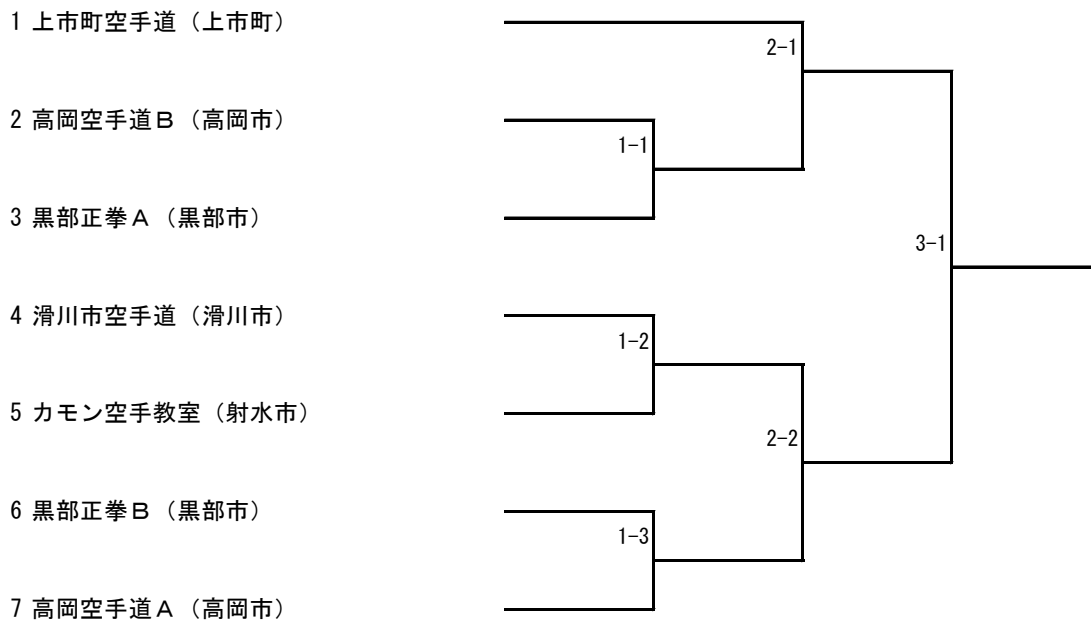 1 上市町空手道（上市町）
2-1
2 高岡空手道Ｂ（高岡市）
1-1
3 黒部正拳Ａ（黒部市）
3-1
4 滑川市空手道（滑川市）
1-2
5 カモン空手教室（射水市）
2-2
6 黒部正拳Ｂ（黒部市）
1-3
7 高岡空手道Ａ（高岡市）